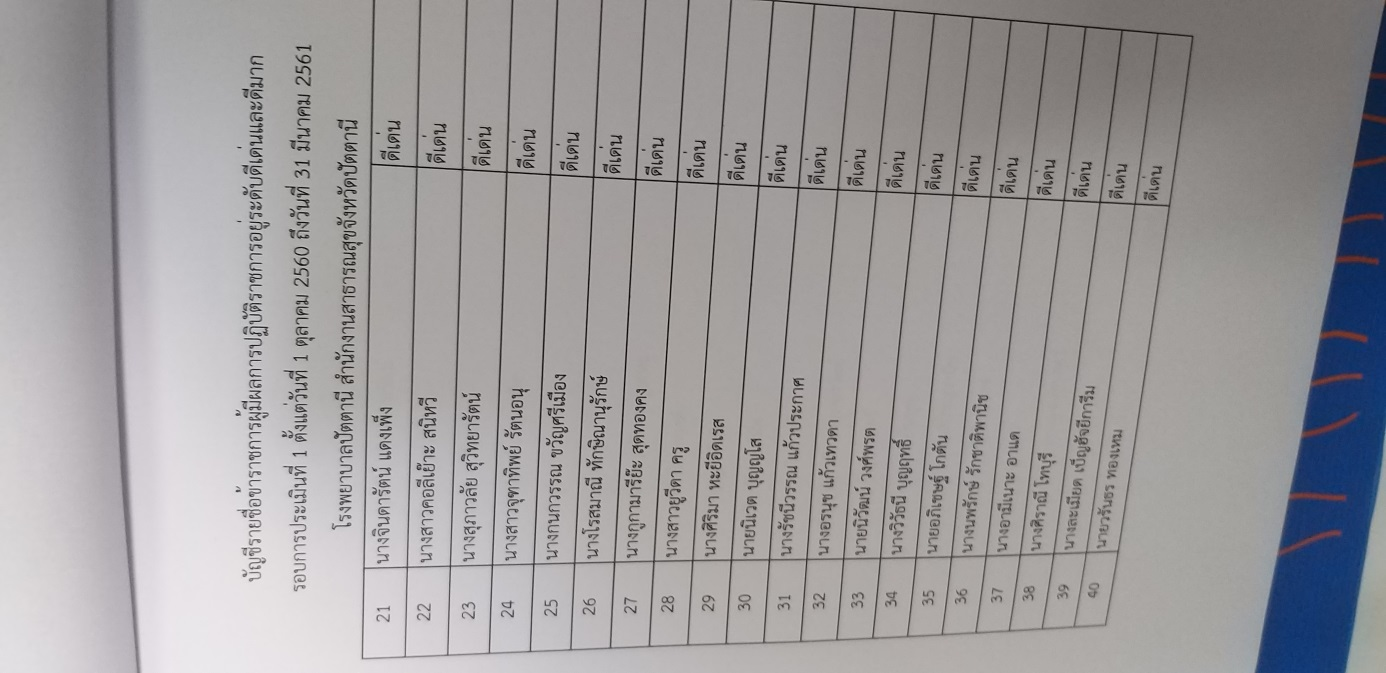 บัญชีรายชื่อข้าราชการผู้มีผลการปฏิบัติราชการอยู่ระดับดีเด่นและดีมาก
รอบการประเมินที่ 1 ตั้งแต่วันที่ 1 ตุลาคม 2560 ถึงวันที่ 31 มีนาคม 2561
โรงพยาบาลปัตตานี สำนักงานสาธารณสุขจังหวัดปัตตานี
21 นางจินดารัตน์ แดงเพ็ง ดีเด่น
22 นางสาวคอลีเย๊าะ สนิหวี ดีเด่น
23 นางสุภาวลัย สุวิทยารัตน์ ดีเด่น
24 นางสาวจุฑาทิพย์ รัตนอนุ ดีเด่น
25 นางกนกวรรณ ขวัญศรีเมือง ดีเด่น
26 นางโรสมาณี ทักษิณานุรักษ์ ดีเด่น
27 นางกูกามารีย๊ะ สุดทองคง ดีเด่น
28 นางสาวยูวีดา ครู ดีเด่น
29 นางศิริมา หะยีอิดเรส ดีเด่น
30 นายนิเวต บุญญโส ดีเด่น
31 นางรัชนีวรรณ แก้วประกาศ ดีเด่น
32 นางอรนุช แก้วเทวดา ดีเด่น
33 นายนิวัฒน์ วงศ์พรต ดีเด่น
34 นางวิวัธนี บุญฤทธิ์ ดีเด่น
35 นายอภิเชษฐ์ โกตัน ดีเด่น
36 นางนพรักษ์ รักชาติพานิช ดีเด่น
37 นางอามีเนาะ อาแด ดีเด่น
38 นางศิราณี ไทบุรี ดีเด่น
39 นางละเมียด เบ็ญฮัจยีการีม ดีเด่น
40 นายวรันธร ทองเหม ดีเด่น
ดีเด่น